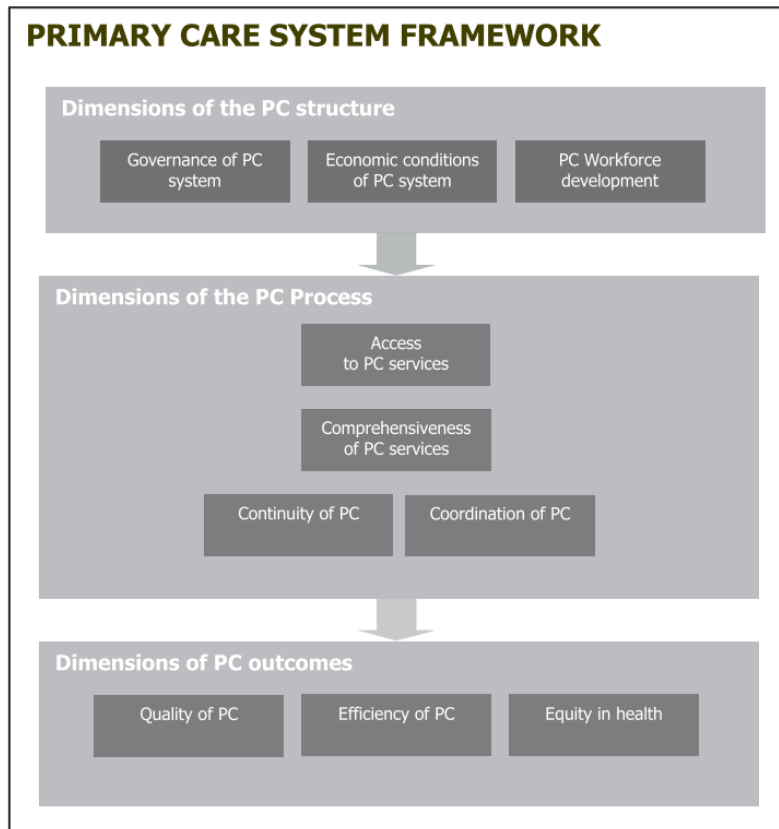 PRIMARY CARE SYSTEM FRAMEWORK
Dimensions of the PC structure
Governance of PC
system
Economic conditions
of PC system
PC Workforce
development
Dimensions of the PC Process
Access
to PC services
Comprehensiveness
of PC services
Continuity of PC
Coordination of PC
Dimensions of PC outcomes
Quality of PC
Efficiency of PC
Equity in health